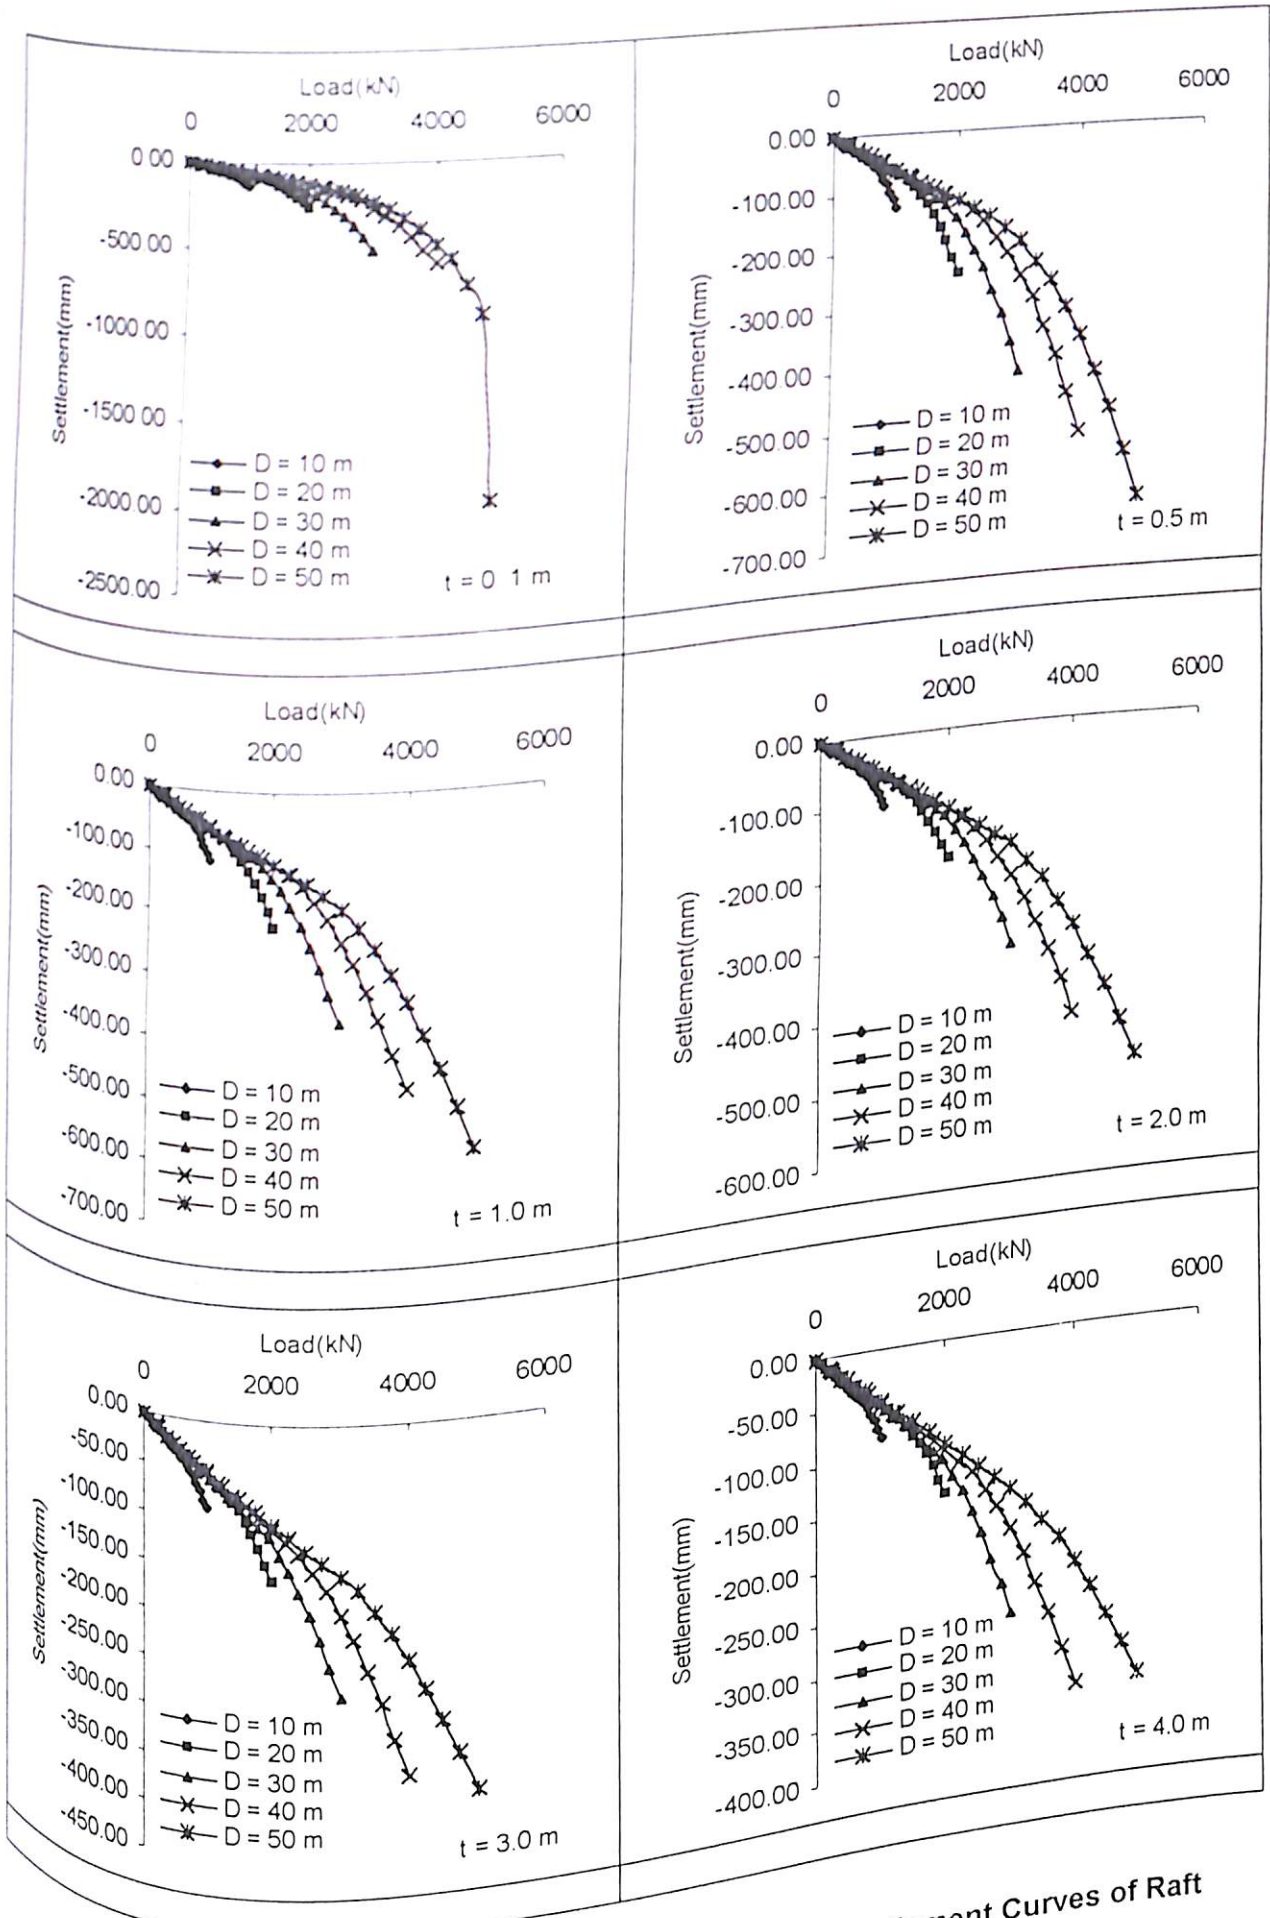 Load(kN)
0 2000 4000 6000
0 00
-500 00
-1000 00
-1500 00
-2000 00
-2500 00
Settlement(mm)
D = 10 m
D = 20 m
D = 30 m
D = 40 m
D = 50 m
t = 0 1 m
Load(kN)
0 2000 4000 6000
0.00
-100.00
-200.00
-300.00
-400.00
-500.00
-600.00
-700.00
Settlement(mm)
D = 10 m
D = 20 m
D = 30 m
D = 40 m
D = 50 m
t = 0.5 m
Load(kN)
0 2000 4000 6000
0.00
-100.00
-200.00
-300.00
-400.00
-500.00
-600.00
-700.00
Settlement(mm)
D = 10 m
D = 20 m
D = 30 m
D = 40 m
D = 50 m
t = 1.0 m
Load(kN)
0 2000 4000 6000
0.00
-100.00
-200.00
-300.00
-400.00
-500.00
-600.00
Settlement(mm)
D = 10 m
D = 20 m
D = 30 m
D = 40 m
D = 50 m
t = 2.0 m
Load(kN)
0 2000 4000 6000
0.00
-50.00
-100.00
-150.00
-200.00
-250.00
-300.00
-350.00
-400.00
-450.00
Settlement(mm)
D = 10 m
D = 20 m
D = 30 m
D = 40 m
D = 50 m
t = 3.0 m
Load(kN)
0 2000 4000 6000
0.00
-50.00
-100.00
-150.00
-200.00
-250.00
-300.00
-350.00
-400.00
Settlement(mm)
D = 10 m
D = 20 m
D = 30 m
D = 40 m
D = 50 m
t = 4.0 m
Curves of Raft